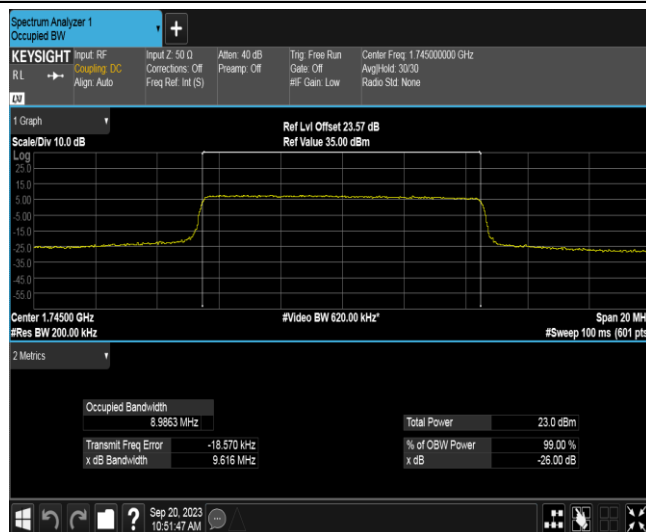 Spectrum Analyzer 1
Occupied BW
+
KEYSIGHT
RL
LXI
Input: RF
Coupling: DC
Align: Auto
Input Z: 50 Ω
Corrections: Off
Freq Ref: Int (S)
Atten: 40 dB
Preamp: Off
Trig: Free Run
Gate: Off
#IF Gain: Low
Center Freq: 1.745000000 GHz
Avg|Hold: 30/30
Radio Std: None
1 Graph
Scale/Div 10.0 dB
Ref Lvl Offset 23.57 dB
Ref Value 35.00 dBm
Log
25.0
15.0
5.00
-5.00
-15.0
-25.0
-35.0
-45.0
-55.0
Center 1.74500 GHz
#Res BW 200.00 kHz
#Video BW 620.00 kHz*
Span 20 MH
#Sweep 100 ms (601 pts
2 Metrics
Occupied Bandwidth
8.9863 MHz
Transmit Freq Error -18.570 kHz
x dB Bandwidth 9.616 MHz
Total Power 23.0 dBm
% of OBW Power 99.00 %
x dB -26.00 dB
?
Sep 20, 2023
10:51:47 AM